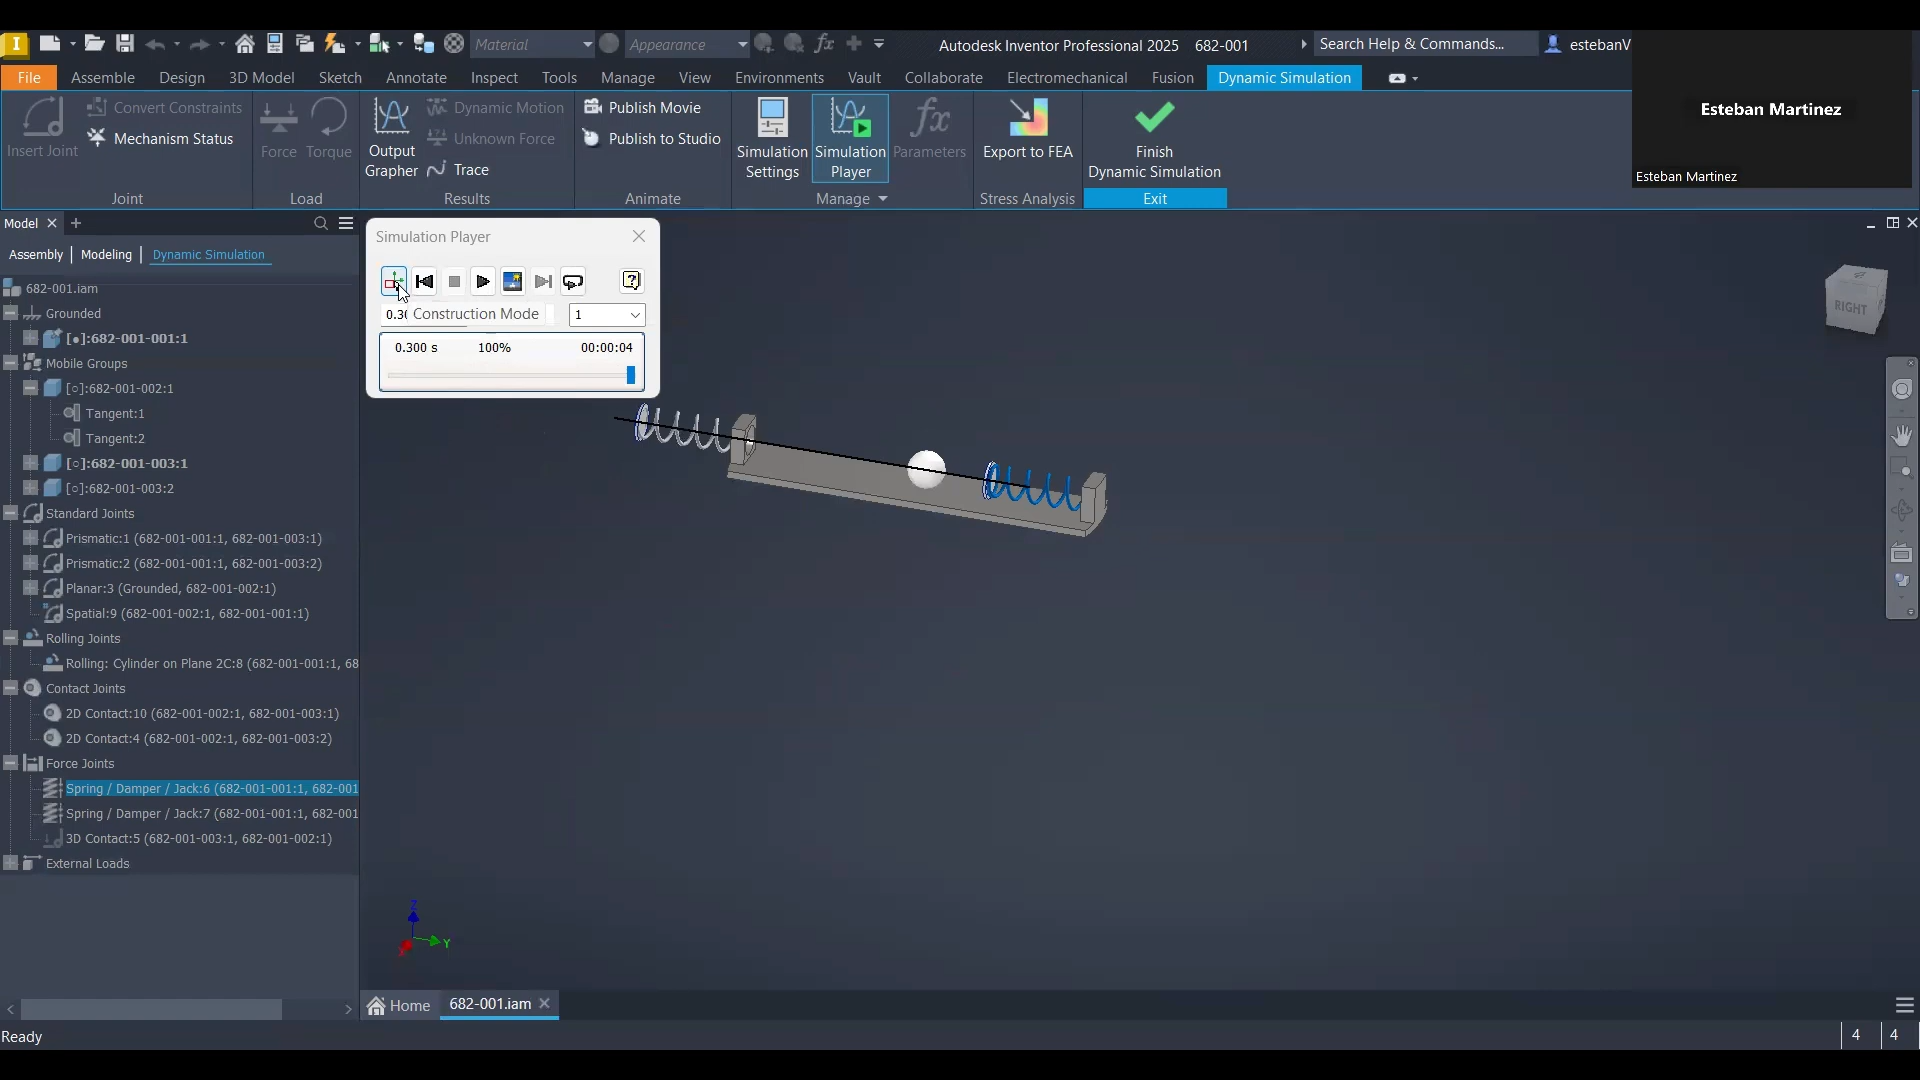 I
Material
Appearance
fx
Autodesk Inventor Professional 2025 682-001
Search Help & Commands...
estebanV
File Assemble Design 3D Model Sketch Annotate Inspect Tools Manage View Environments Vault Collaborate Electromechanical Fusion Dynamic Simulation
Insert Joint
Convert Constraints
Mechanism Status
Joint
Force Torque
Load
Output Grapher
Dynamic Motion
Unknown Force
Trace
Results
Publish Movie
Publish to Studio
Animate
Simulation Settings
Simulation Player
fx
Parameters
Manage
Export to FEA
Stress Analysis
Finish Dynamic Simulation
Exit
Esteban Martinez
Esteban Martinez
Model
Assembly | Modeling | Dynamic Simulation
682-001.iam
Grounded
[●]:682-001-001:1
Mobile Groups
[○]:682-001-002:1
Tangent:1
Tangent:2
[○]:682-001-003:1
[○]:682-001-003:2
Standard Joints
Prismatic:1 (682-001-001:1, 682-001-003:1)
Prismatic:2 (682-001-001:1, 682-001-003:2)
Planar:3 (Grounded, 682-001-002:1)
Spatial:9 (682-001-002:1, 682-001-001:1)
Rolling Joints
Rolling: Cylinder on Plane 2C:8 (682-001-001:1, 68
Contact Joints
2D Contact:10 (682-001-002:1, 682-001-003:1)
2D Contact:4 (682-001-002:1, 682-001-003:2)
Force Joints
Spring / Damper / Jack:6 (682-001-001:1, 682-001
Spring / Damper / Jack:7 (682-001-001:1, 682-001
3D Contact:5 (682-001-003:1, 682-001-002:1)
External Loads
Simulation Player
0.30
Construction Mode
1
0.300 s 100% 00:00:04
RIGHT
Z
Y
Home
682-001.iam
Ready
4 4